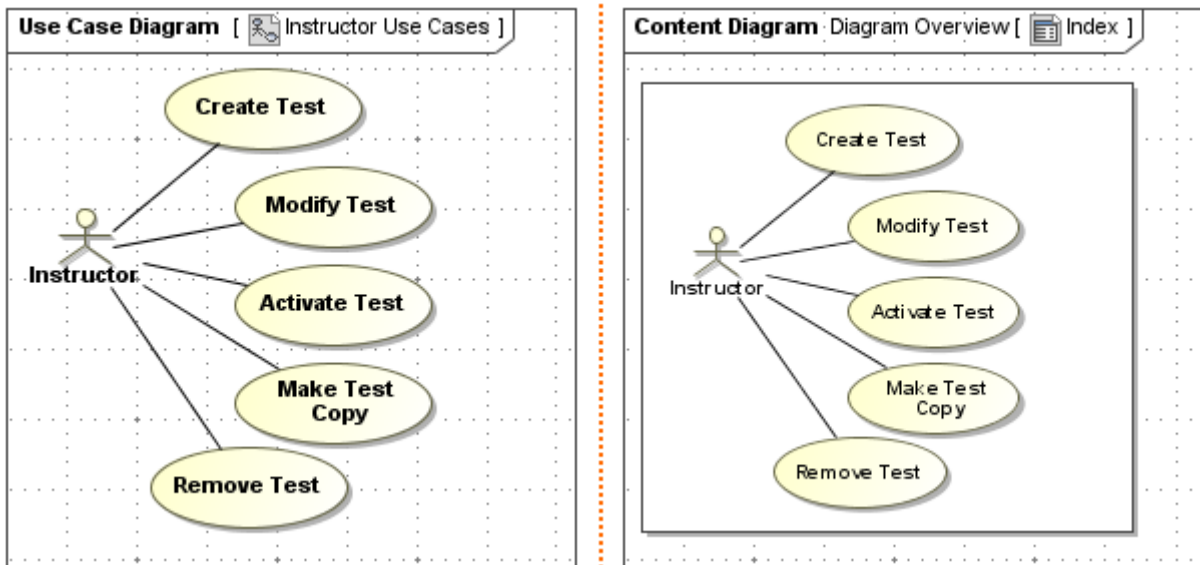 Use Case Diagram [ Instructor Use Cases ]
Create Test
Modify Test
Instructor
Activate Test
Make Test
Copy
Remove Test
Content Diagram Diagram Overview [ Index ]
Create Test
Modify Test
Instructor
Activate Test
Make Test
Copy
Remove Test